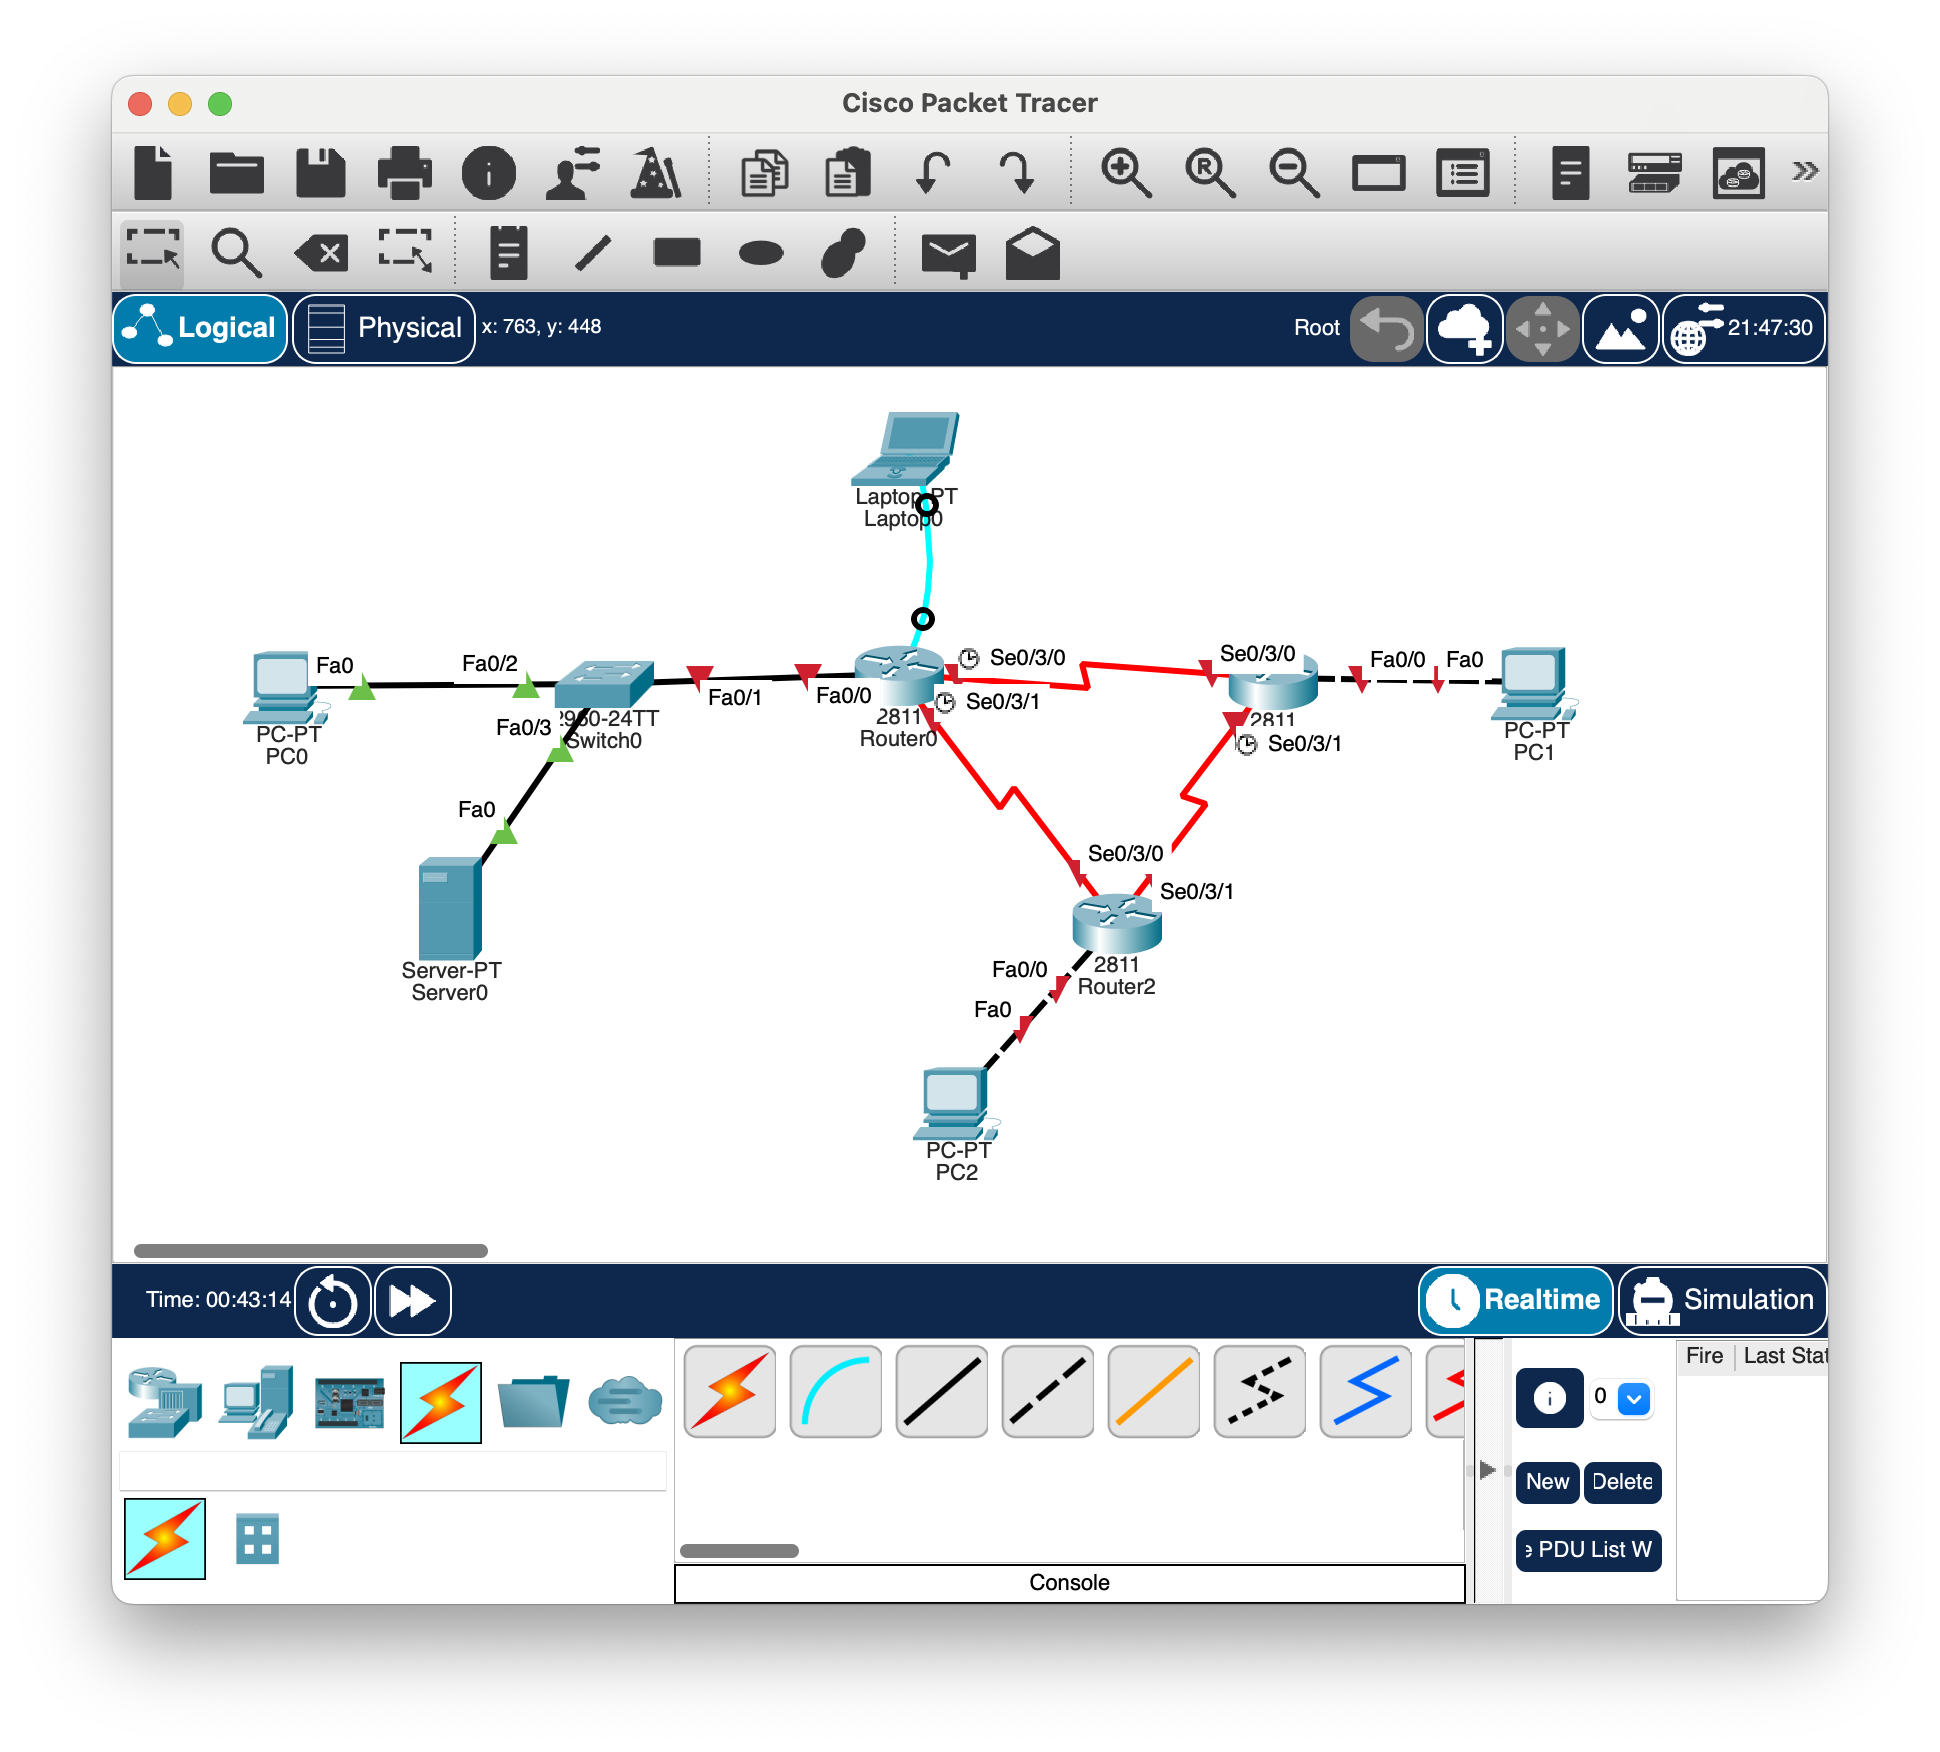 Cisco Packet Tracer
Logical
Physical
x: 763, y: 448
Root
21:47:30
Laptop-PT
Laptop0
Fa0
Fa0/2
Fa0/1
Fa0/0
Se0/3/0
Se0/3/1
Se0/3/0
Fa0/0
Fa0
PC-PT
PC0
Fa0/3
2950-24TT
Switch0
2811
Router0
2811
Se0/3/1
PC-PT
PC1
Fa0
Se0/3/0
Se0/3/1
Server-PT
Server0
Fa0/0
Fa0
2811
Router2
PC-PT
PC2
Time: 00:43:14
Realtime
Simulation
Fire
Last Stat
0
New
Delete
e PDU List W
Console